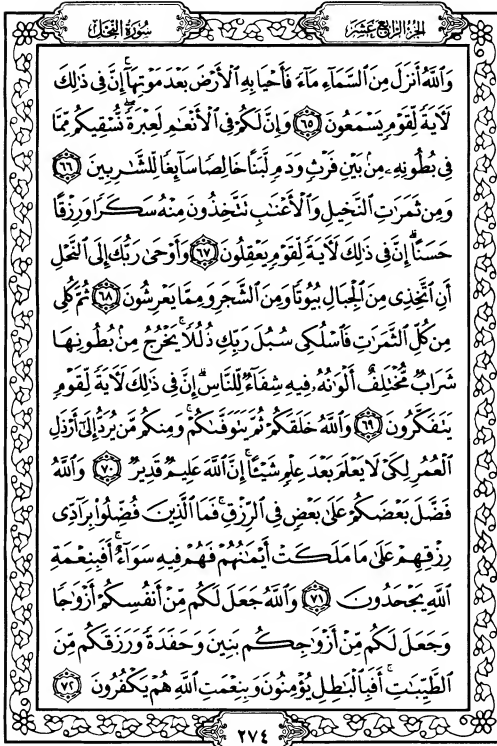 الجزء الرابع عشر
سورة النحل
وَٱللَّهُ أَنزَلَ مِنَ ٱلسَّمَآءِ مَآءً فَأَحْيَا بِهِ ٱلْأَرْضَ بَعْدَ مَوْتِهَآ ۚ إِنَّ فِى ذَٰلِكَ
لَـَٔايَةً لِّقَوْمٍ يَسْمَعُونَ ٦٥ وَإِنَّ لَكُمْ فِى ٱلْأَنْعَٰمِ لَعِبْرَةً ۖ نُّسْقِيكُم مِّمَّا
فِى بُطُونِهِۦ مِنۢ بَيْنِ فَرْثٍ وَدَمٍ لَّبَنًا خَالِصًا سَآئِغًا لِّلشَّٰرِبِينَ ٦٦
وَمِن ثَمَرَٰتِ ٱلنَّخِيلِ وَٱلْأَعْنَٰبِ تَتَّخِذُونَ مِنْهُ سَكَرًا وَرِزْقًا
حَسَنًا ۗ إِنَّ فِى ذَٰلِكَ لَـَٔايَةً لِّقَوْمٍ يَعْقِلُونَ ٦٧ وَأَوْحَىٰ رَبُّكَ إِلَى ٱلنَّحْلِ
أَنِ ٱتَّخِذِى مِنَ ٱلْجِبَالِ بُيُوتًا وَمِنَ ٱلشَّجَرِ وَمِمَّا يَعْرِشُونَ ٦٨ ثُمَّ كُلِى
مِن كُلِّ ٱلثَّمَرَٰتِ فَٱسْلُكِى سُبُلَ رَبِّكِ ذُلُلًا ۚ يَخْرُجُ مِنۢ بُطُونِهَا
شَرَابٌ مُّخْتَلِفٌ أَلْوَٰنُهُۥ فِيهِ شِفَآءٌ لِّلنَّاسِ ۗ إِنَّ فِى ذَٰلِكَ لَـَٔايَةً لِّقَوْمٍ
يَتَفَكَّرُونَ ٦٩ وَٱللَّهُ خَلَقَكُمْ ثُمَّ يَتَوَفَّىٰكُمْ ۚ وَمِنكُم مَّن يُرَدُّ إِلَىٰٓ أَرْذَلِ
ٱلْعُمُرِ لِكَىْ لَا يَعْلَمَ بَعْدَ عِلْمٍ شَيْـًٔا ۚ إِنَّ ٱللَّهَ عَلِيمٌ قَدِيرٌ ٧٠ وَٱللَّهُ
فَضَّلَ بَعْضَكُمْ عَلَىٰ بَعْضٍ فِى ٱلرِّزْقِ ۚ فَمَا ٱلَّذِينَ فُضِّلُوا۟ بِرَآدِّى
رِزْقِهِمْ عَلَىٰ مَا مَلَكَتْ أَيْمَٰنُهُمْ فَهُمْ فِيهِ سَوَآءٌ ۚ أَفَبِنِعْمَةِ
ٱللَّهِ يَجْحَدُونَ ٧١ وَٱللَّهُ جَعَلَ لَكُم مِّنْ أَنفُسِكُمْ أَزْوَٰجًا
وَجَعَلَ لَكُم مِّنْ أَزْوَٰجِكُم بَنِينَ وَحَفَدَةً وَرَزَقَكُم مِّنَ
ٱلطَّيِّبَٰتِ ۚ أَفَبِٱلْبَٰطِلِ يُؤْمِنُونَ وَبِنِعْمَتِ ٱللَّهِ هُمْ يَكْفُرُونَ ٧٢
٢٧٤